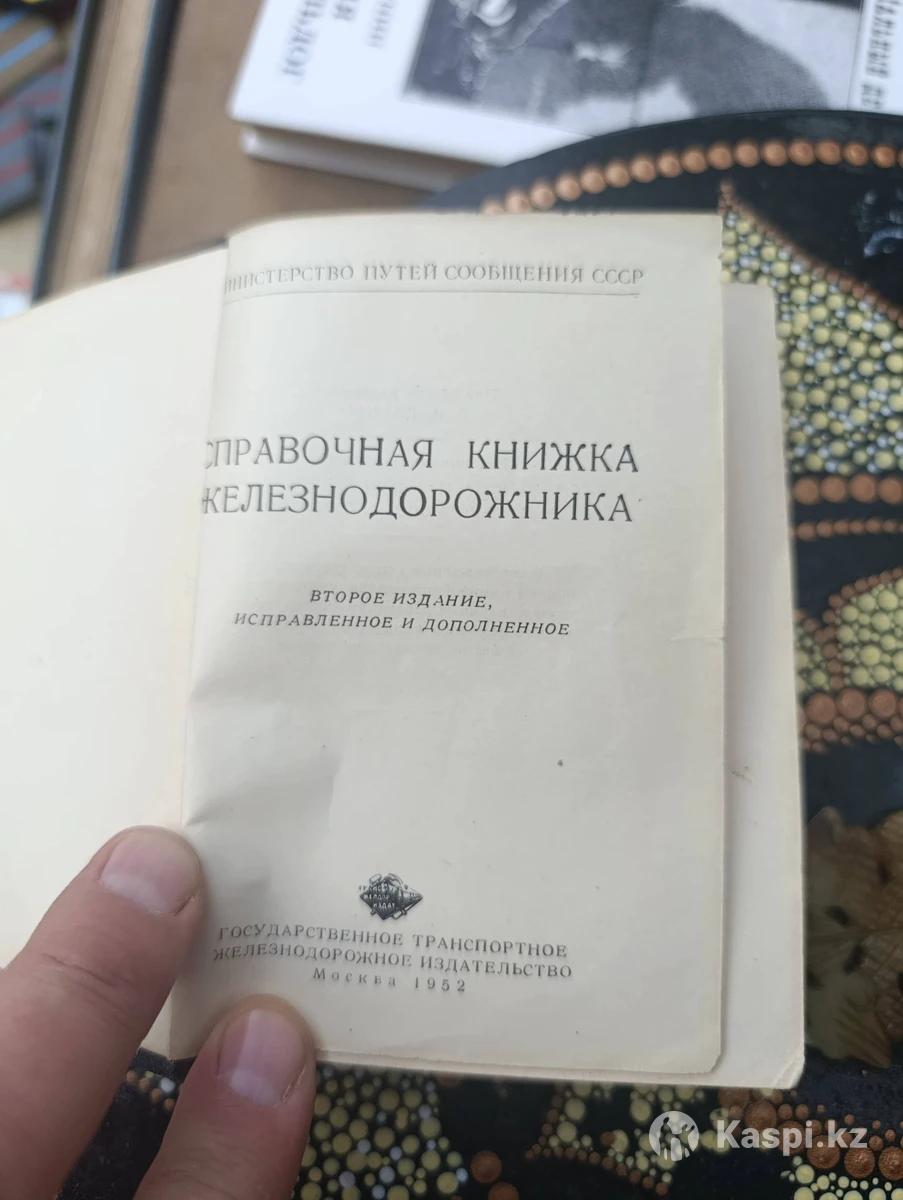 МИНИСТЕРСТВО ПУТЕЙ СООБЩЕНИЯ СССР
СПРАВОЧНАЯ КНИЖКА
ЖЕЛЕЗНОДОРОЖНИКА
ВТОРОЕ ИЗДАНИЕ,
ИСПРАВЛЕННОЕ И ДОПОЛНЕННОЕ
ГОСУДАРСТВЕННОЕ ТРАНСПОРТНОЕ
ЖЕЛЕЗНОДОРОЖНОЕ ИЗДАТЕЛЬСТВО
Москва 1952
Kaspi.kz